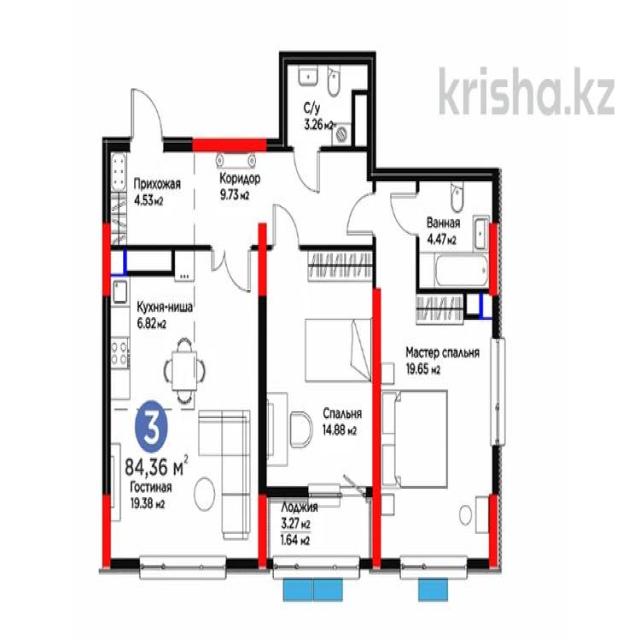 krisha.kz
С/у
3.26 м2
Прихожая
4.53 м2
Коридор
9.73 м2
Ванная
4.47 м2
Кухня-ниша
6.82 м2
Мастер спальня
19.65 м2
Спальня
14.88 м2
3
84,36 м2
Гостиная
19.38 м2
Лоджия
3.27 м2
1.64 м2